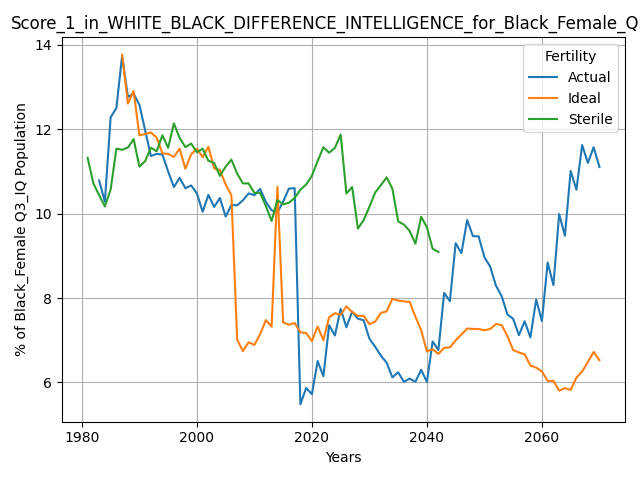 Score_1_in_WHITE_BLACK_DIFFERENCE_INTELLIGENCE_for_Black_Female_Q
14
12
10
8
6
% of Black_Female Q3_IQ Population
Fertility
Actual
Ideal
Sterile
1980
2000
2020
2040
2060
Years